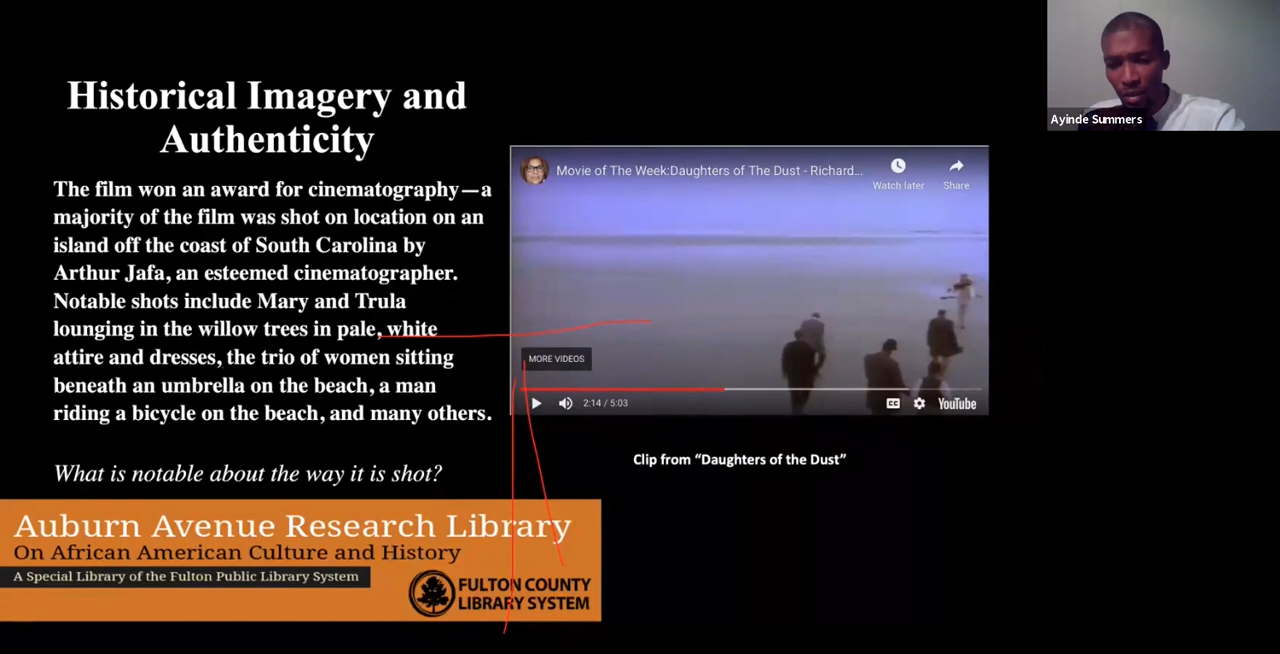 Historical Imagery and
Authenticity
The film won an award for cinematography—a
majority of the film was shot on location on an
island off the coast of South Carolina by
Arthur Jafa, an esteemed cinematographer.
Notable shots include Mary and Trula
lounging in the willow trees in pale, white
attire and dresses, the trio of women sitting
beneath an umbrella on the beach, a man
riding a bicycle on the beach, and many others.
What is notable about the way it is shot?
Auburn Avenue Research Library
On African American Culture and History
A Special Library of the Fulton Public Library System
FULTON COUNTY
LIBRARY SYSTEM
Movie of The Week:Daughters of The Dust - Richard...
Watch later
Share
MORE VIDEOS
2:14 / 5:03
CC
YouTube
Clip from “Daughters of the Dust”
Ayinde Summers